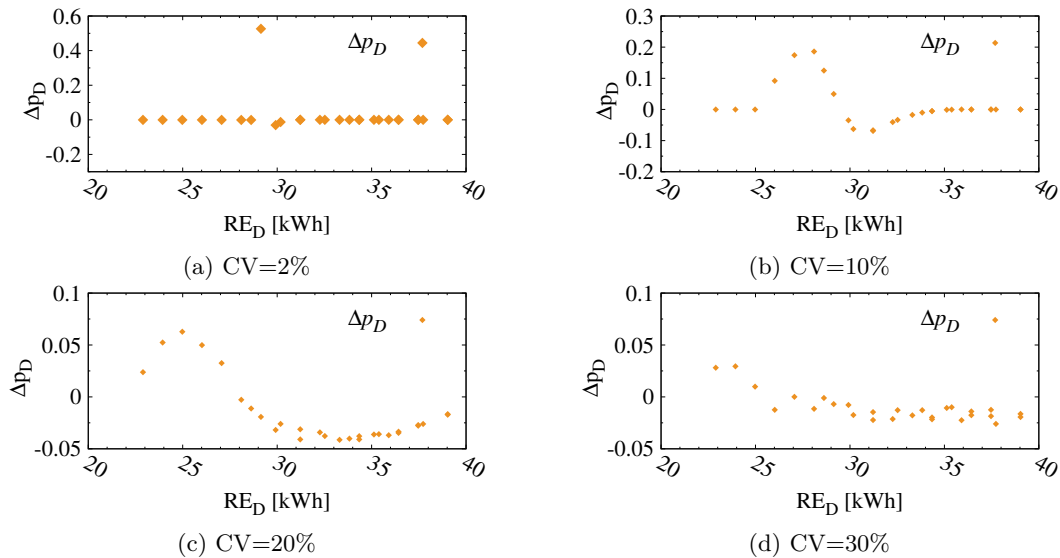 0.6
0.4
0.2
0
-0.2
Δp_D
Δp_D
20
25
30
35
40
RE_D [kWh]
(a) CV=2%
0.3
0.2
0.1
0
-0.1
-0.2
Δp_D
Δp_D
20
25
30
35
40
RE_D [kWh]
(b) CV=10%
0.1
0.05
0
-0.05
Δp_D
Δp_D
20
25
30
35
40
RE_D [kWh]
(c) CV=20%
0.1
0.05
0
-0.05
Δp_D
Δp_D
20
25
30
35
40
RE_D [kWh]
(d) CV=30%